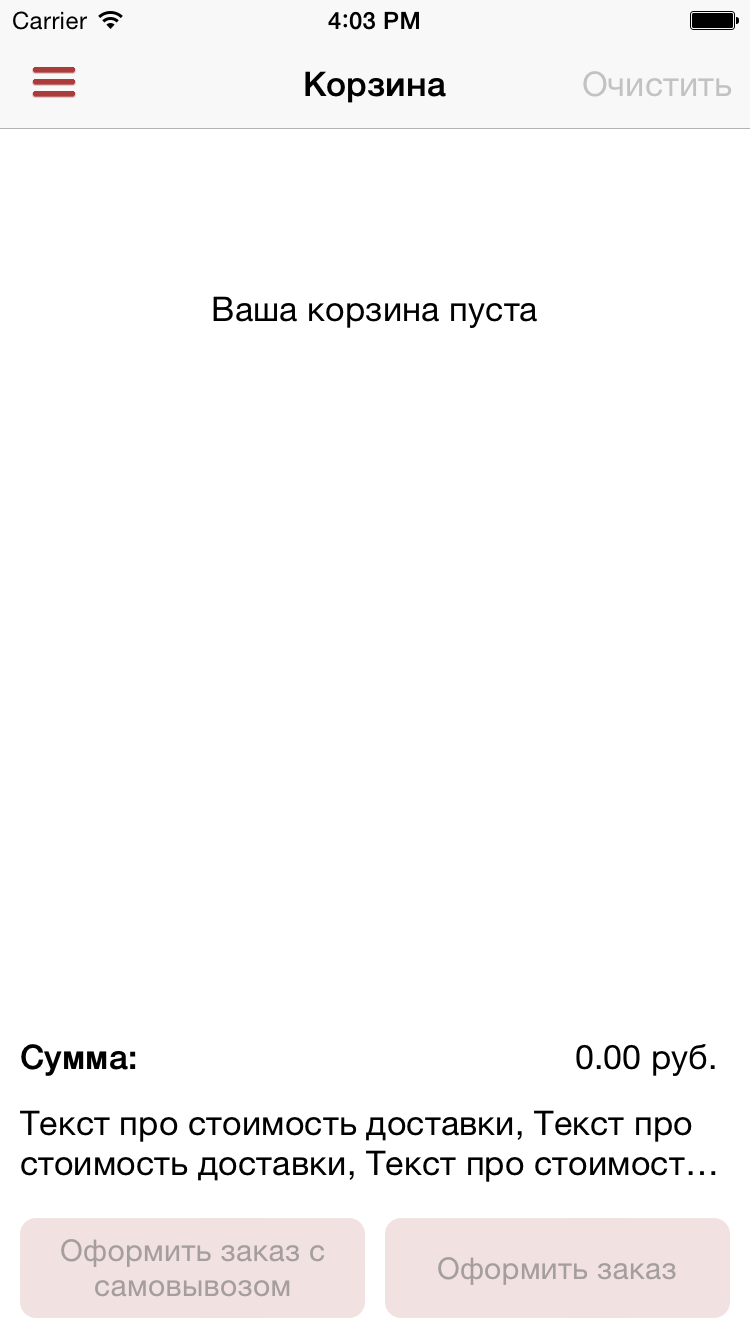 Carrier 4:03 PM
Корзина Очистить
Ваша корзина пуста
Сумма: 0.00 руб.
Текст про стоимость доставки, Текст про
стоимость доставки, Текст про стоимост…
Оформить заказ с
самовывозом
Оформить заказ